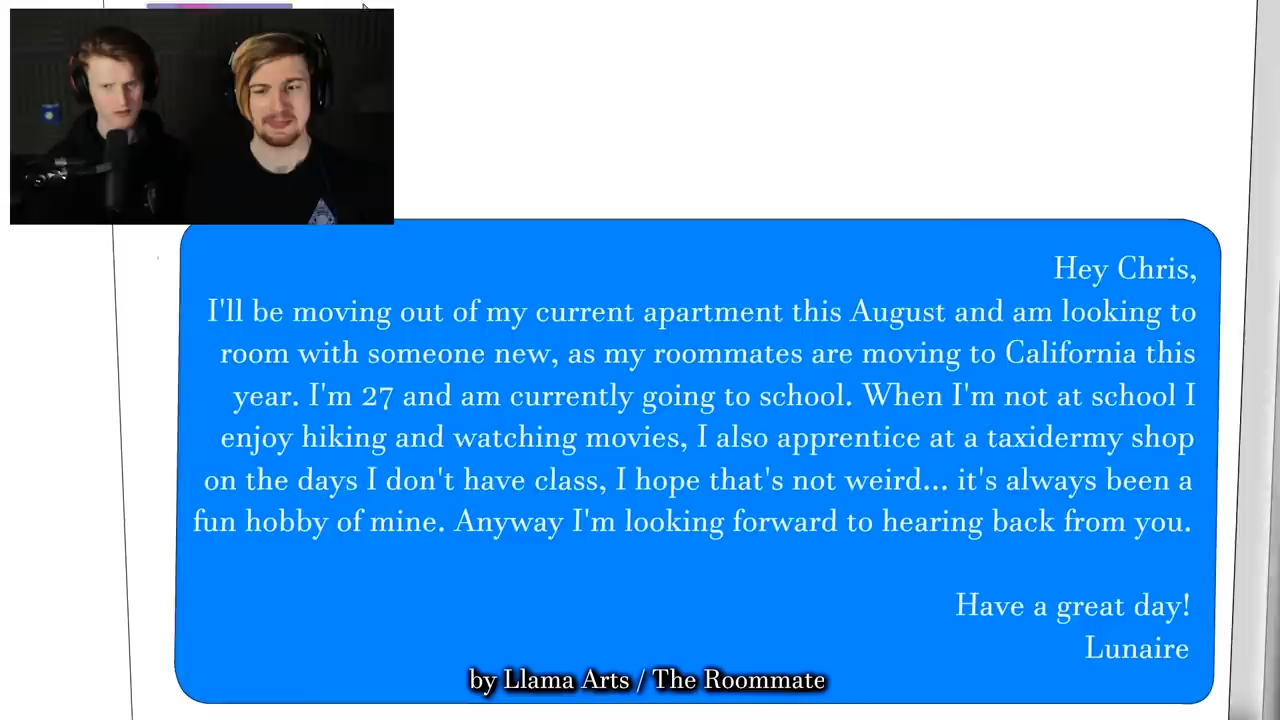 Hey Chris,
I'll be moving out of my current apartment this August and am looking to
room with someone new, as my roommates are moving to California this
year. I'm 27 and am currently going to school. When I'm not at school I
enjoy hiking and watching movies, I also apprentice at a taxidermy shop
on the days I don't have class, I hope that's not weird... it's always been a
fun hobby of mine. Anyway I'm looking forward to hearing back from you.
Have a great day!
Lunaire
by Llama Arts / The Roommate